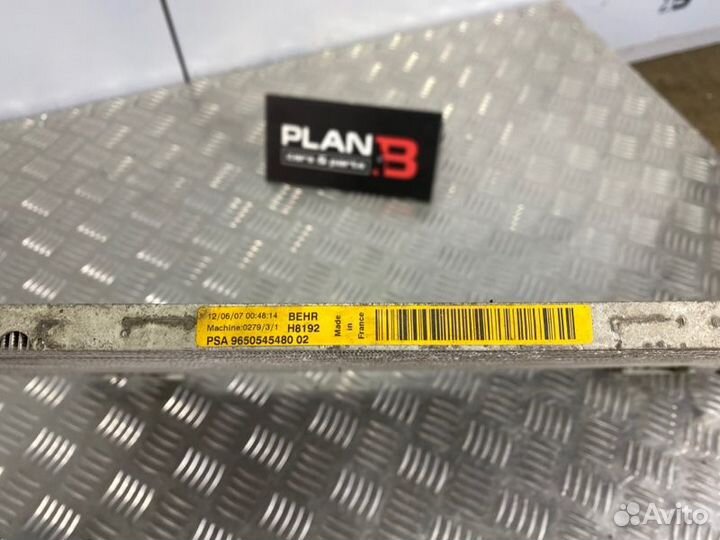 PLAN B
cars & parts
12/06/07 00:48:14 BEHR
Machine:0279/3/1 H8192
PSA 9650545480 02
Made in France
Avito